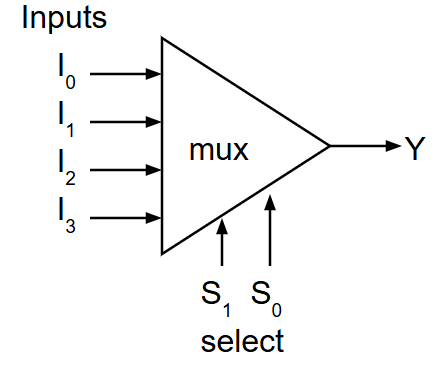 Inputs
I0
I1
mux
Y
I2
I3
S1 S0
select